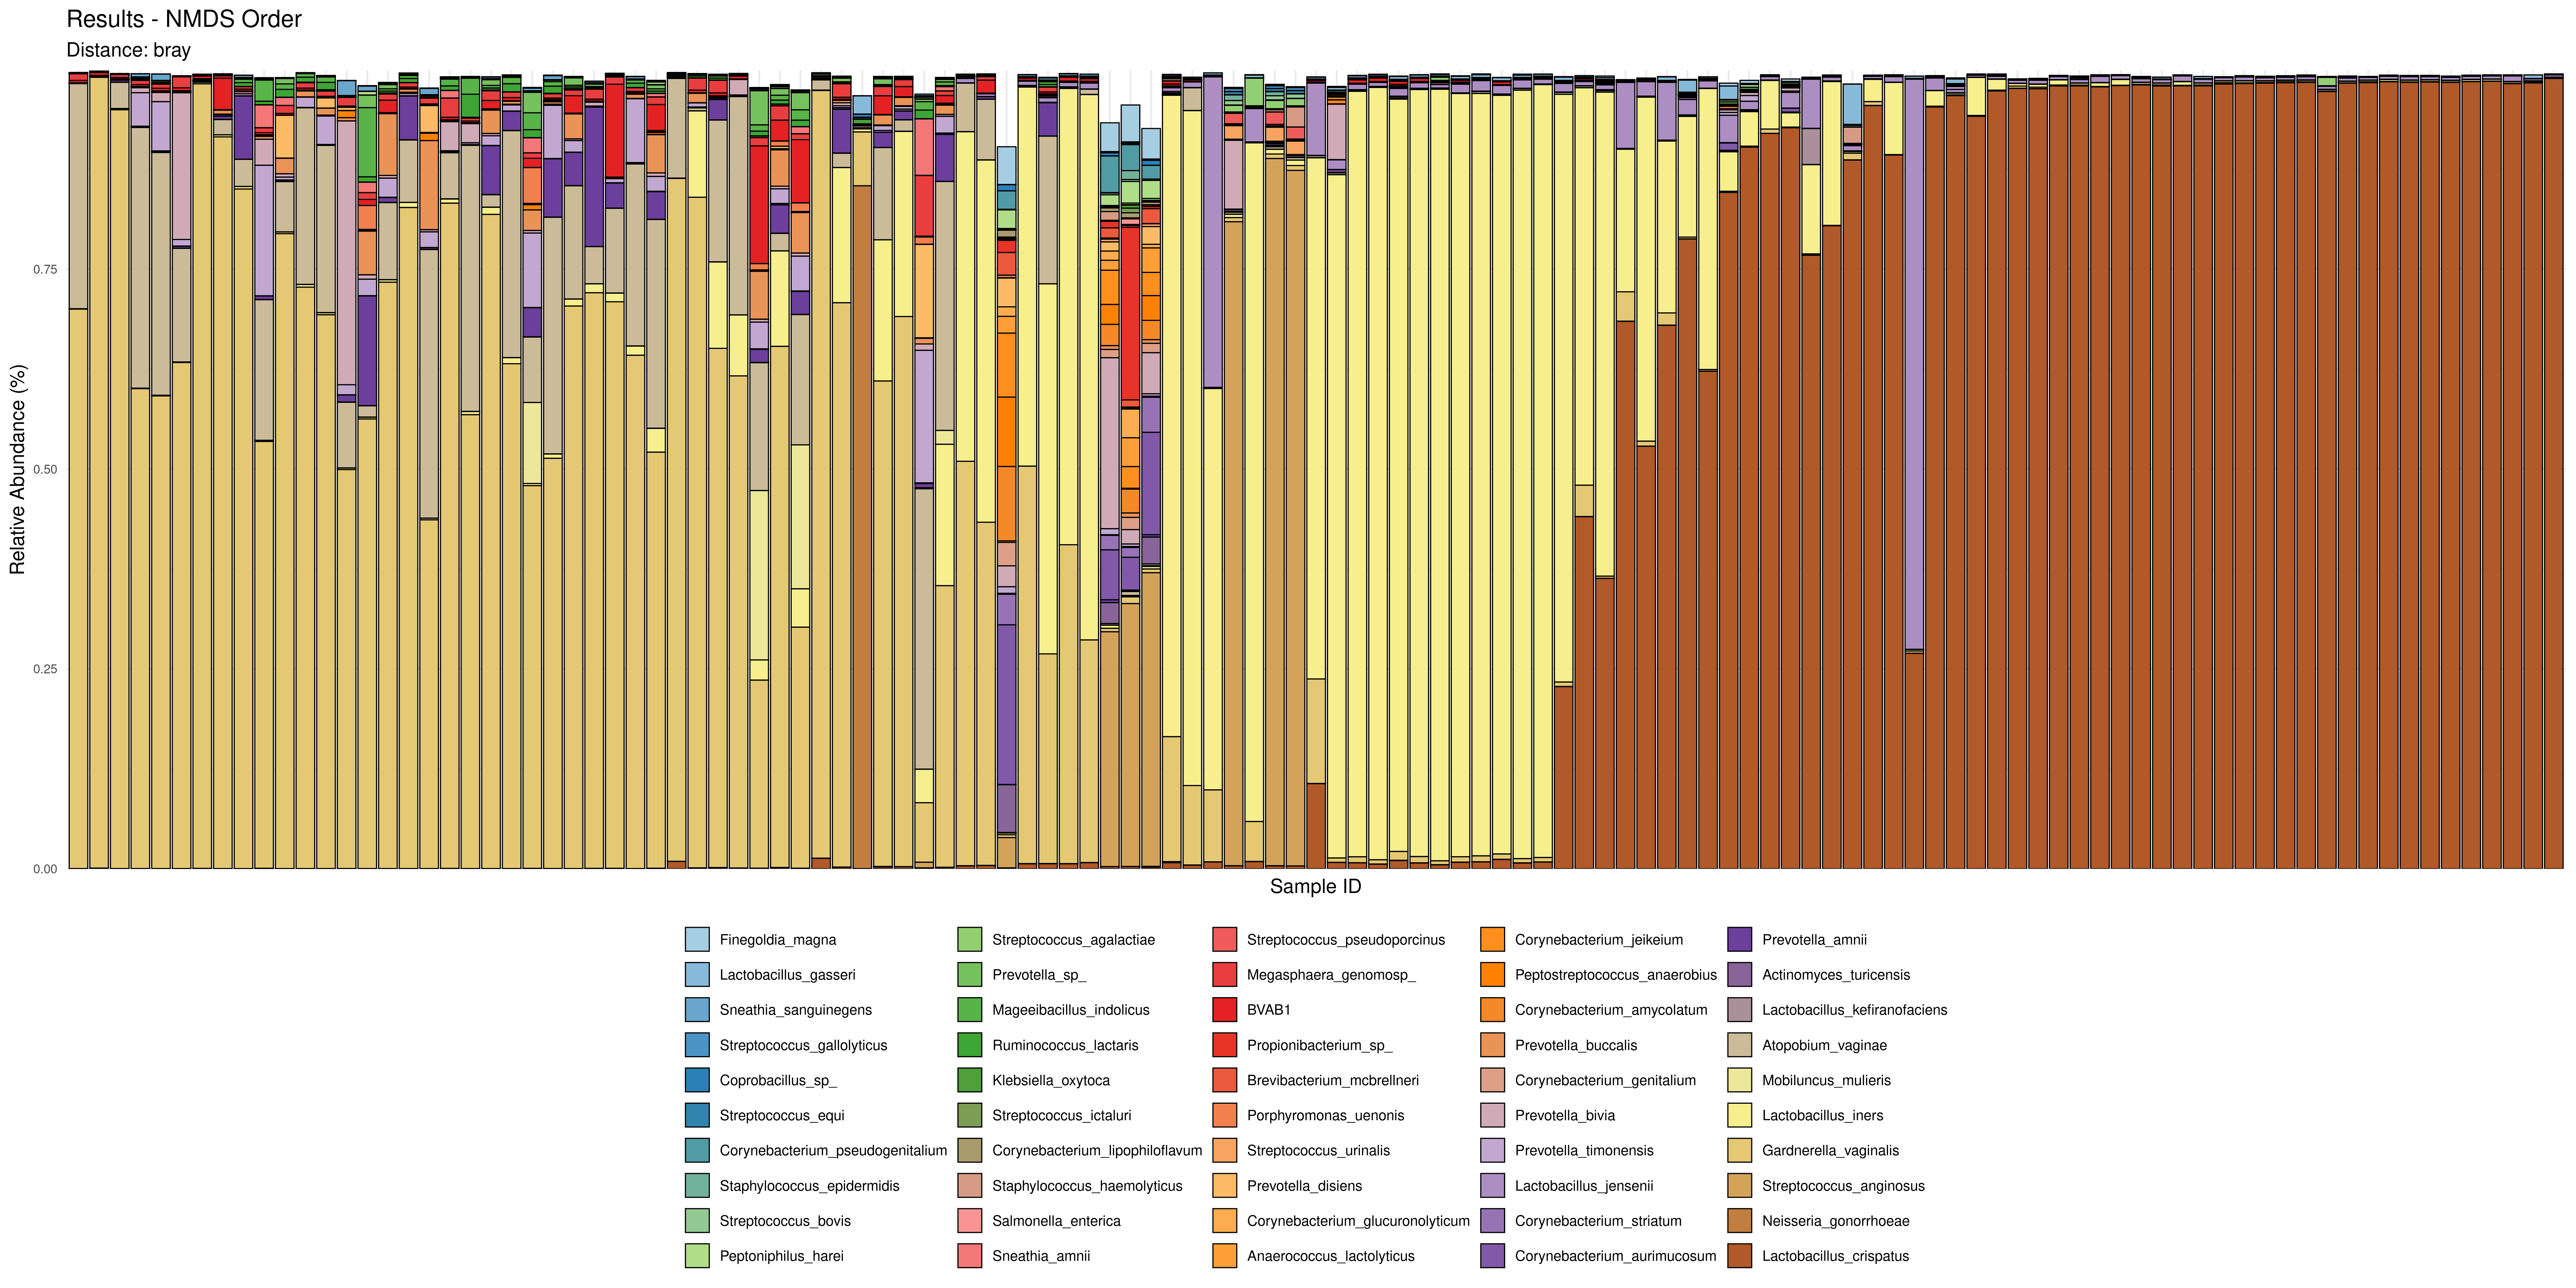 Results - NMDS Order
Distance: bray
Relative Abundance (%)
0.75
0.50
0.25
0.00
Sample ID
Finegoldia_magna
Lactobacillus_gasseri
Sneathia_sanguinegens
Streptococcus_gallolyticus
Coprobacillus_sp_
Streptococcus_equi
Corynebacterium_pseudogenitalium
Staphylococcus_epidermidis
Streptococcus_bovis
Peptoniphilus_harei
Streptococcus_agalactiae
Prevotella_sp_
Mageeibacillus_indolicus
Ruminococcus_lactaris
Klebsiella_oxytoca
Streptococcus_ictaluri
Corynebacterium_lipophiloflavum
Staphylococcus_haemolyticus
Salmonella_enterica
Sneathia_amnii
Streptococcus_pseudoporcinus
Megasphaera_genomosp_
BVAB1
Propionibacterium_sp_
Brevibacterium_mcbrellneri
Porphyromonas_uenonis
Streptococcus_urinalis
Prevotella_disiens
Corynebacterium_glucuronolyticum
Anaerococcus_lactolyticus
Corynebacterium_jeikeium
Peptostreptococcus_anaerobius
Corynebacterium_amycolatum
Prevotella_buccalis
Corynebacterium_genitalium
Prevotella_bivia
Prevotella_timonensis
Lactobacillus_jensenii
Corynebacterium_striatum
Corynebacterium_aurimucosum
Prevotella_amnii
Actinomyces_turicensis
Lactobacillus_kefiranofaciens
Atopobium_vaginae
Mobiluncus_mulieris
Lactobacillus_iners
Gardnerella_vaginalis
Streptococcus_anginosus
Neisseria_gonorrhoeae
Lactobacillus_crispatus